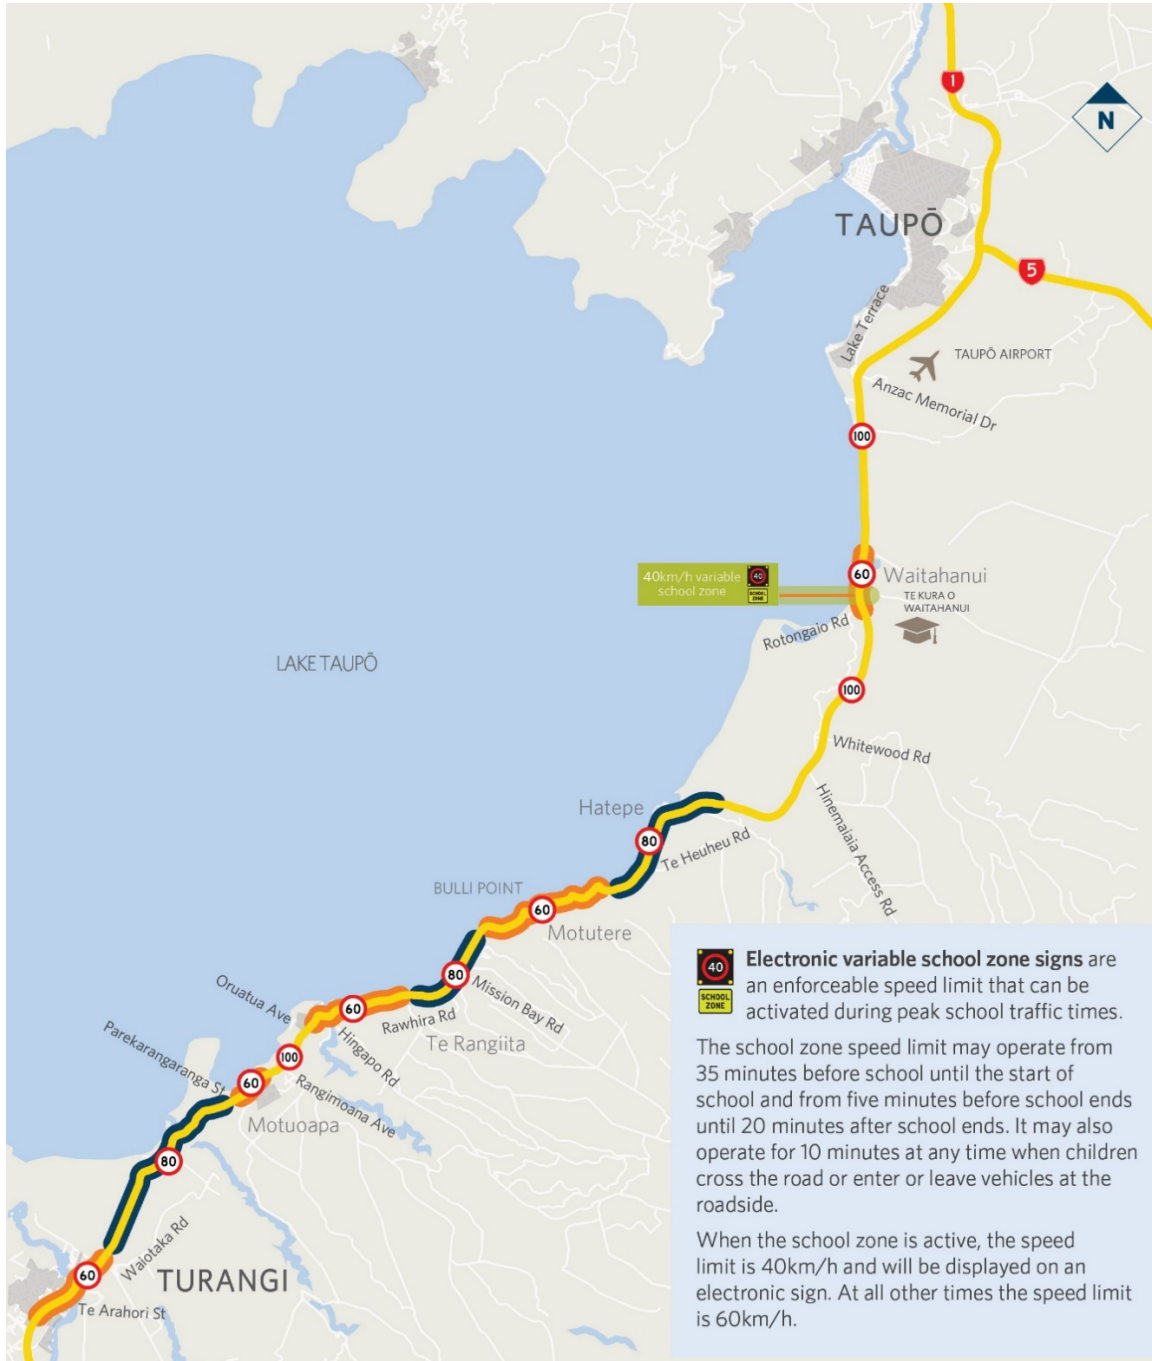 1
N
TAUPŌ
5
Lake Terrace
TAUPŌ AIRPORT
Anzac Memorial Dr
100
40km/h variable
school zone
40
SCHOOL
ZONE
60
Waitahanui
TE KURA O
WAITAHANUI
Rotongaio Rd
LAKE TAUPŌ
100
Whitewood Rd
Hinemaiaia Access Rd
Hatepe
80
Te Heuheu Rd
BULLI POINT
60
Motutere
80
Mission Bay Rd
Oruatua Ave
60
Rawhira Rd
Te Rangiita
Hingapo Rd
Parekarangaranga St
100
60
Rangimoana Ave
Motuoapa
80
Waiotaka Rd
60
TURANGI
Te Arahori St
40
SCHOOL
ZONE
Electronic variable school zone signs are
an enforceable speed limit that can be
activated during peak school traffic times.
The school zone speed limit may operate from
35 minutes before school until the start of
school and from five minutes before school ends
until 20 minutes after school ends. It may also
operate for 10 minutes at any time when children
cross the road or enter or leave vehicles at the
roadside.
When the school zone is active, the speed
limit is 40km/h and will be displayed on an
electronic sign. At all other times the speed limit
is 60km/h.